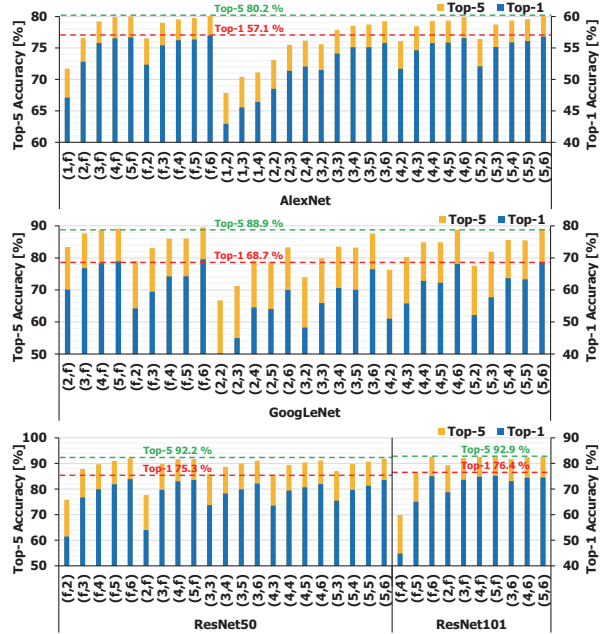 Top-5 80.2 %
Top-5 Top-1
Top-1 57.1 %
Top-5 Accuracy [%]
80 75 70 65 60
60 55 50 45 40
Top-1 Accuracy [%]
(1,f) (2,f) (3,f) (4,f) (5,f) (f,2) (f,3) (f,4) (f,5) (f,6) (1,2) (1,3) (1,4) (2,2) (2,3) (2,4) (3,2) (3,3) (3,4) (3,5) (3,6) (4,2) (4,3) (4,4) (4,5) (4,6) (5,2) (5,3) (5,4) (5,5) (5,6)
AlexNet
Top-5 88.9 %
Top-5 Top-1
Top-1 68.7 %
Top-5 Accuracy [%]
90 80 70 60 50
80 70 60 50 40
Top-1 Accuracy [%]
(2,f) (3,f) (4,f) (5,f) (f,2) (f,3) (f,4) (f,5) (f,6) (2,2) (2,3) (2,4) (2,5) (2,6) (3,2) (3,3) (3,4) (3,5) (3,6) (4,2) (4,3) (4,4) (4,5) (4,6) (5,2) (5,3) (5,4) (5,5) (5,6)
GoogLeNet
Top-5 Top-1
Top-5 92.2 %
Top-5 92.9 %
Top-1 75.3 %
Top-1 76.4 %
Top-5 Accuracy [%]
100 90 80 70 60 50
90 80 70 60 50 40
Top-1 Accuracy [%]
(f,2) (f,3) (f,4) (f,5) (f,6) (2,f) (3,f) (4,f) (5,f) (3,3) (3,4) (3,5) (3,6) (4,3) (4,4) (4,5) (4,6) (5,3) (5,4) (5,5) (5,6) (f,4) (f,5) (f,6) (2,f) (3,f) (4,f) (5,f) (3,6) (4,6) (5,6)
ResNet50 ResNet101